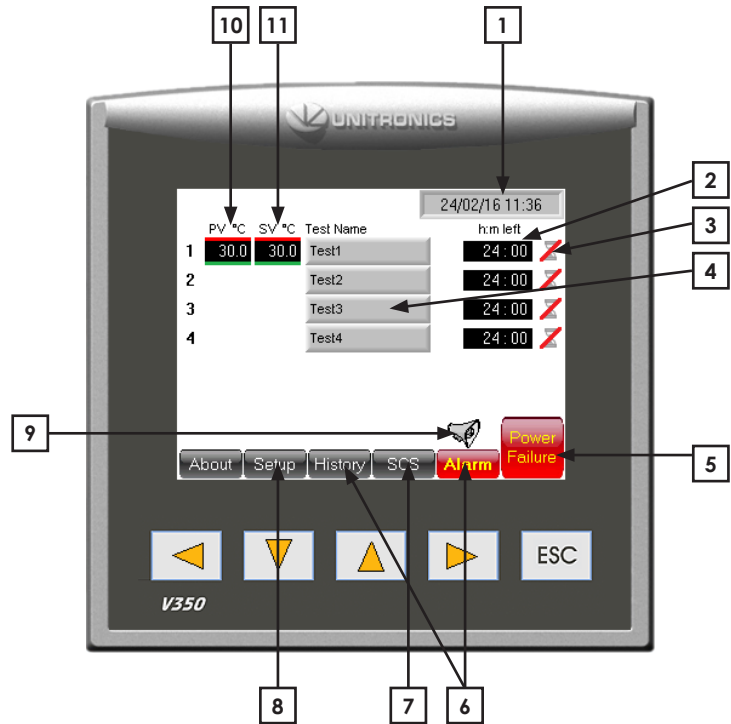 10 11 1
UNITRONICS
24/02/16 11:36
2
PV °C SV °C Test Name h:m left
3
1 30.0 30.0 Test1 24:00
2 Test2 24:00
4
3 Test3 24:00
4 Test4 24:00
9
Power Failure
About Setup History SCS Alarm
5
ESC
V350
8 7 6